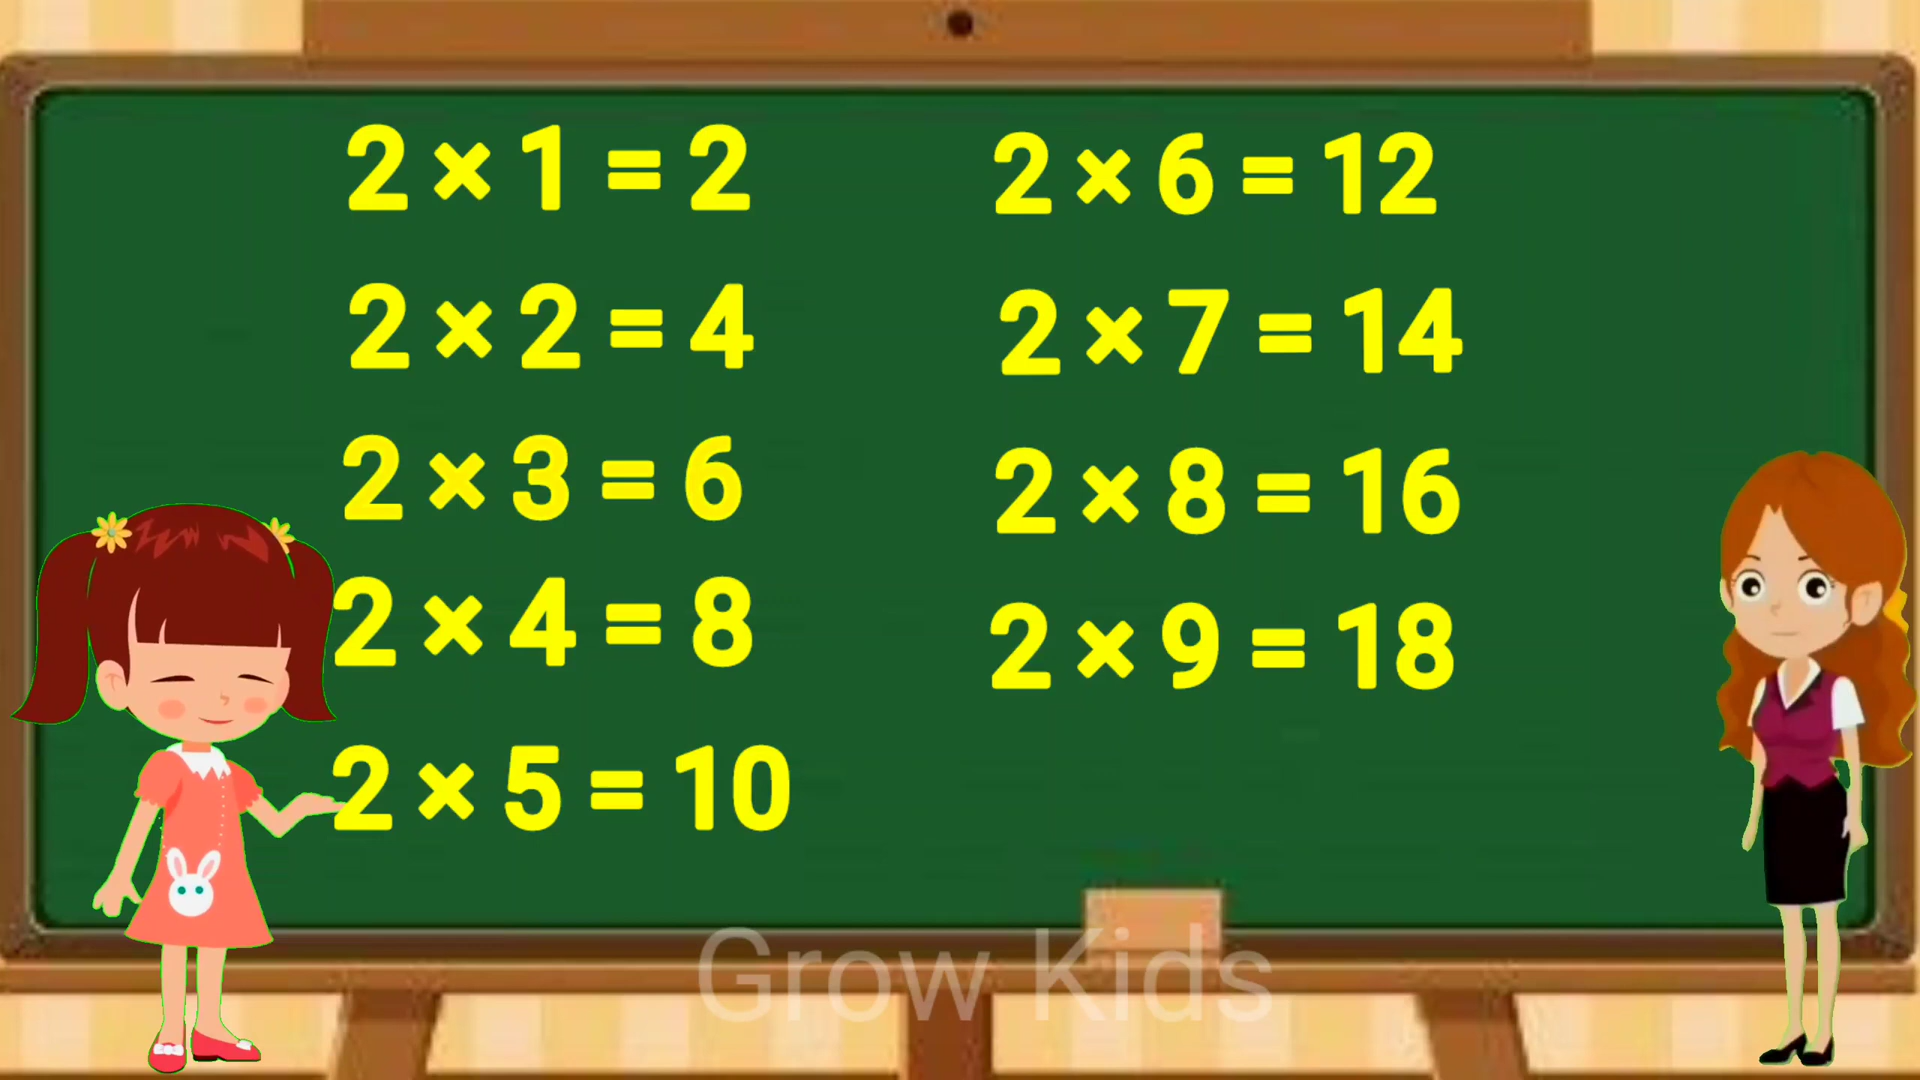 2 × 1 = 2
2 × 2 = 4
2 × 3 = 6
2 × 4 = 8
2 × 5 = 10
2 × 6 = 12
2 × 7 = 14
2 × 8 = 16
2 × 9 = 18
Grow Kids